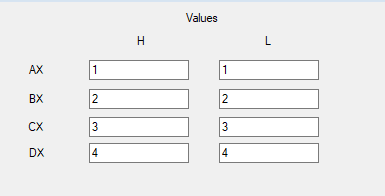 Values
H L
AX 1 1
BX 2 2
CX 3 3
DX 4 4